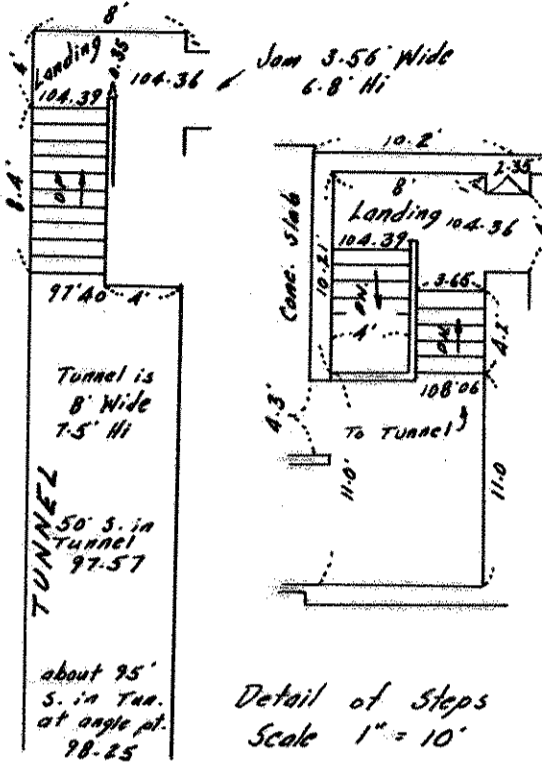 8'
4'
Landing
.35
104.36
104.39
Jam 3.56' Wide
6.8' Hi
8.4'
UP
97.40
4'
Tunnel is
8' Wide
7.5' Hi
TUNNEL
50' S. in
Tunnel
97.57
about 95'
S. in Tun.
at angle pt.
98.25
10.2'
8'
2.35
Landing 104.36
104.39
Conc. Slab
10.21'
3.65
DN.
4'
DN.
4.2
108.06
4.3'
To Tunnel
11.0'
11.0
Detail of Steps
Scale 1" = 10'